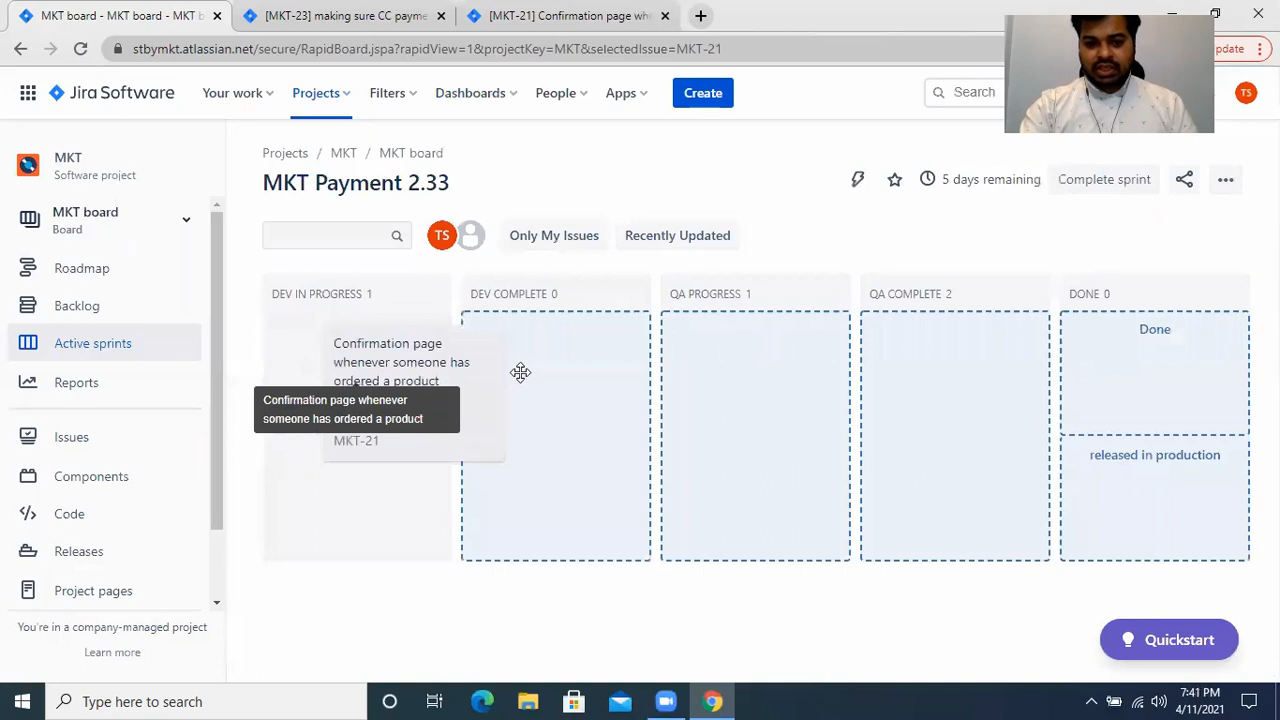 MKT board - MKT b
[MKT-23] making sure CC payme
[MKT-21] Confirmation page whe
stbymkt.atlassian.net/secure/RapidBoard.jspa?rapidView=1&projectKey=MKT&selectedIssue=MKT-21
pdate
Jira Software
Your work
Projects
Filters
Dashboards
People
Apps
Create
Search
TS
MKT
Software project
MKT board
Board
Roadmap
Backlog
Active sprints
Reports
Issues
Components
Code
Releases
Project pages
You're in a company-managed project
Learn more
Projects / MKT / MKT board
MKT Payment 2.33
5 days remaining
Complete sprint
TS
Only My Issues
Recently Updated
DEV IN PROGRESS 1
DEV COMPLETE 0
QA PROGRESS 1
QA COMPLETE 2
DONE 0
Confirmation page
whenever someone has
ordered a product
Confirmation page whenever
someone has ordered a product
MKT-21
Done
released in production
Quickstart
Type here to search
7:41 PM
4/11/2021